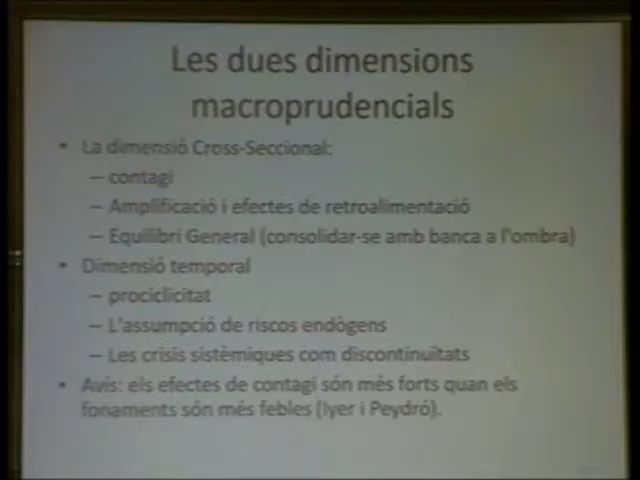 Les dues dimensions
macroprudencials
• La dimensió Cross-Seccional:
– contagi
– Amplificació i efectes de retroalimentació
– Equilibri General (consolidar-se amb banca a l'ombra)
• Dimensió temporal
– prociclicitat
– L'assumpció de riscos endògens
– Les crisis sistèmiques com discontinuïtats
• Avís: els efectes de contagi són més forts quan els
fonaments són més febles (Iyer i Peydró).